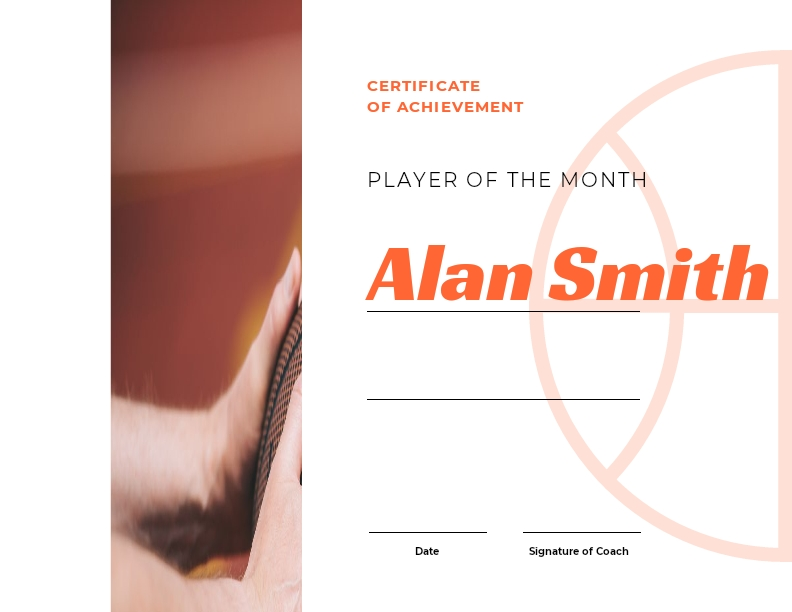 CERTIFICATE
OF ACHIEVEMENT
PLAYER OF THE MONTH
Alan Smith
Date
Signature of Coach